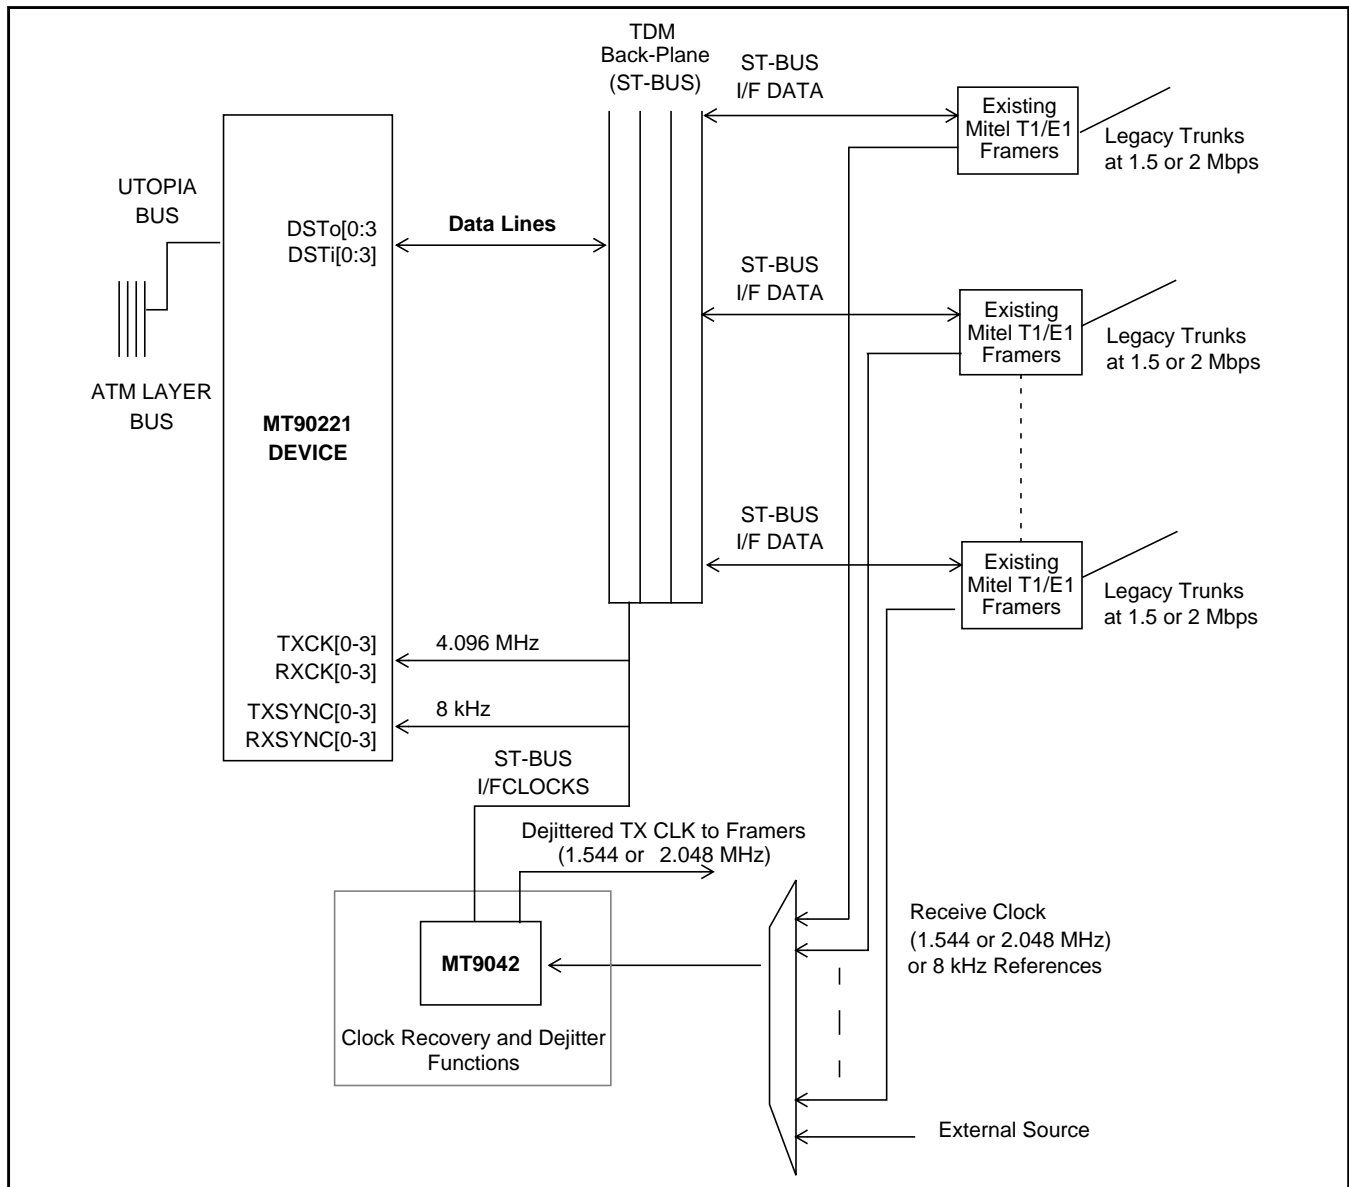 TDM
Back-Plane
(ST-BUS)
ST-BUS
I/F DATA
Existing
Mitel T1/E1
Framers
Legacy Trunks
at 1.5 or 2 Mbps
UTOPIA
BUS
DSTo[0:3
DSTi[0:3]
Data Lines
ST-BUS
I/F DATA
Existing
Mitel T1/E1
Framers
Legacy Trunks
at 1.5 or 2 Mbps
ATM LAYER
BUS
MT90221
DEVICE
ST-BUS
I/F DATA
Existing
Mitel T1/E1
Framers
Legacy Trunks
at 1.5 or 2 Mbps
TXCK[0-3]
RXCK[0-3]
4.096 MHz
TXSYNC[0-3]
RXSYNC[0-3]
8 kHz
ST-BUS
I/FCLOCKS
Dejittered TX CLK to Framers
(1.544 or 2.048 MHz)
MT9042
Clock Recovery and Dejitter
Functions
Receive Clock
(1.544 or 2.048 MHz)
or 8 kHz References
External Source